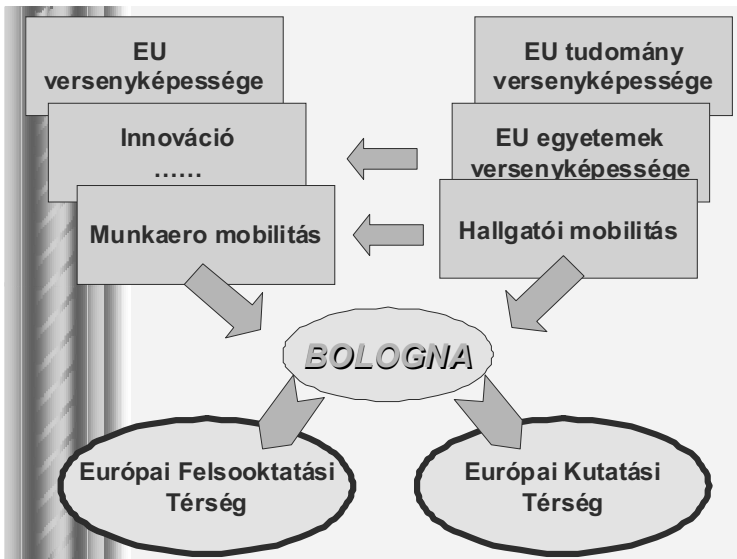 EU
versenyképessége
Innováció
......
Munkaero mobilitás
EU tudomány
versenyképessége
EU egyetemek
versenyképessége
Hallgatói mobilitás
BOLOGNA
Európai Felsooktatási
Térség
Európai Kutatási
Térség